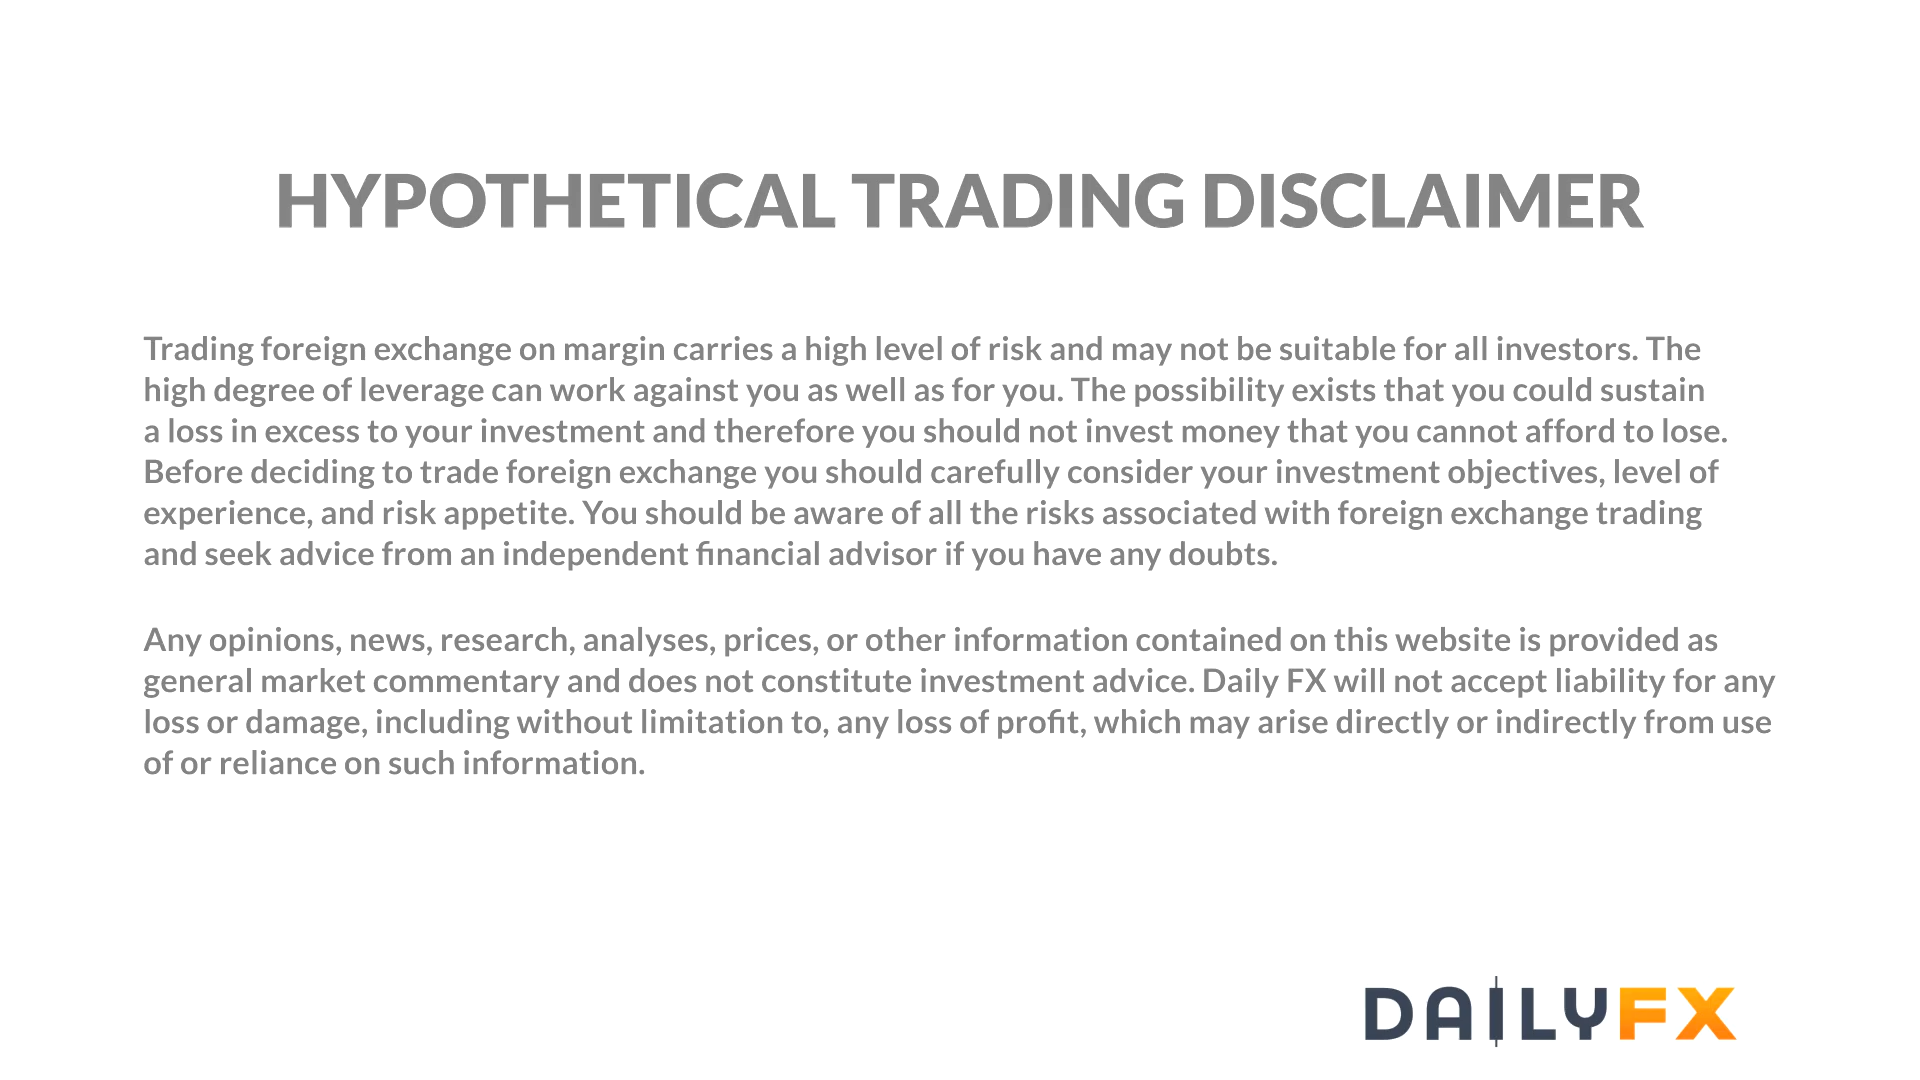 HYPOTHETICAL TRADING DISCLAIMER
Trading foreign exchange on margin carries a high level of risk and may not be suitable for all investors. The
high degree of leverage can work against you as well as for you. The possibility exists that you could sustain
a loss in excess to your investment and therefore you should not invest money that you cannot afford to lose.
Before deciding to trade foreign exchange you should carefully consider your investment objectives, level of
experience, and risk appetite. You should be aware of all the risks associated with foreign exchange trading
and seek advice from an independent financial advisor if you have any doubts.
Any opinions, news, research, analyses, prices, or other information contained on this website is provided as
general market commentary and does not constitute investment advice. Daily FX will not accept liability for any
loss or damage, including without limitation to, any loss of profit, which may arise directly or indirectly from use
of or reliance on such information.
DAILYFX